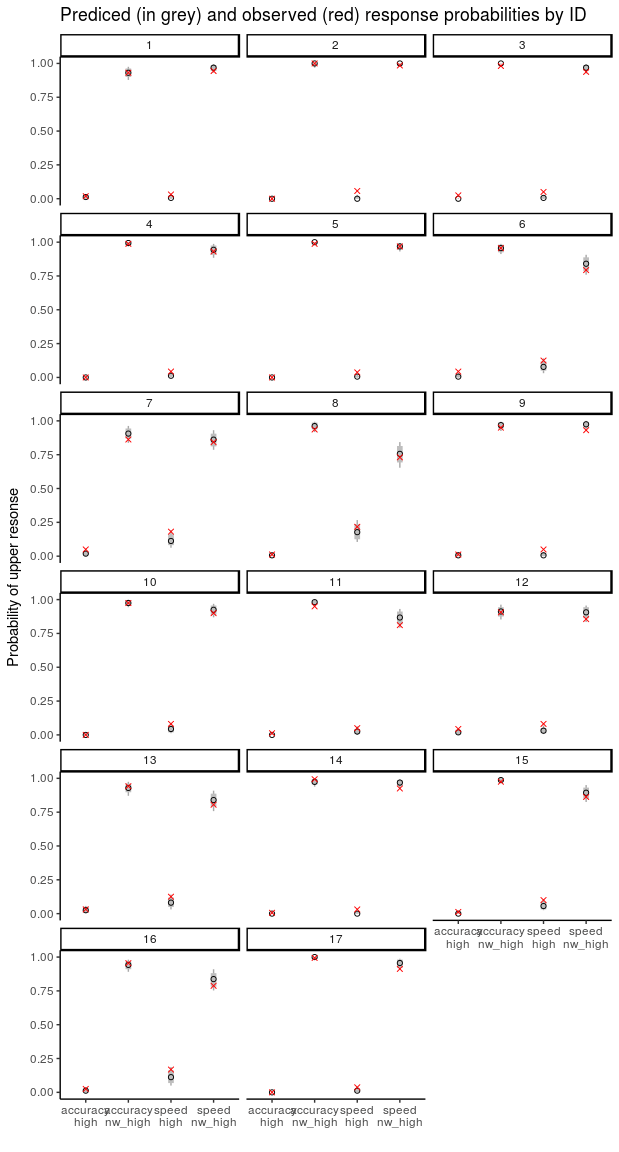 Prediced (in grey) and observed (red) response probabilities by ID
1 2 3
1.00
0.75
0.50
0.25
0.00
4 5 6
1.00
0.75
0.50
0.25
0.00
7 8 9
1.00
0.75
0.50
0.25
0.00
Probability of upper resonse
10 11 12
1.00
0.75
0.50
0.25
0.00
13 14 15
1.00
0.75
0.50
0.25
0.00
accuracy accuracy speed speed
high nw_high high nw_high
16 17
1.00
0.75
0.50
0.25
0.00
accuracy accuracy speed speed accuracy accuracy speed speed
high nw_high high nw_high high nw_high high nw_high